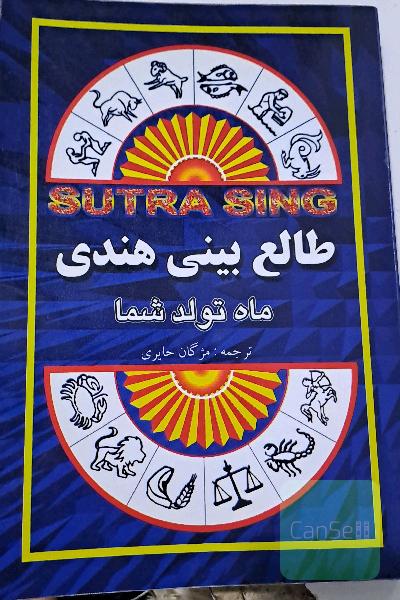 SUTRA SING
طالع بینی هندی
ماه تولد شما
ترجمه : مژگان حایری
CanSell